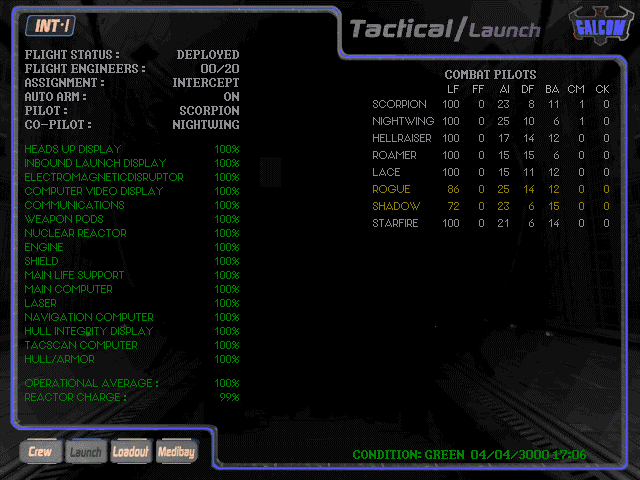 INT-1
Tactical/Launch
GALCOM
FLIGHT STATUS : DEPLOYED
FLIGHT ENGINEERS : 00/20
ASSIGNMENT : INTERCEPT
AUTO ARM : ON
PILOT : SCORPION
CO-PILOT : NIGHTWING
HEADS UP DISPLAY 100%
INBOUND LAUNCH DISPLAY 100%
ELECTROMAGNETICDISRUPTOR 100%
COMPUTER VIDEO DISPLAY 100%
COMMUNICATIONS 100%
WEAPON PODS 100%
NUCLEAR REACTOR 100%
ENGINE 100%
SHIELD 100%
MAIN LIFE SUPPORT 100%
MAIN COMPUTER 100%
LASER 100%
NAVIGATION COMPUTER 100%
HULL INTEGRITY DISPLAY 100%
TACSCAN COMPUTER 100%
HULL/ARMOR 100%
OPERATIONAL AVERAGE : 100%
REACTOR CHARGE : 99%
COMBAT PILOTS
LF FF AI DF BA CM CK
SCORPION 100 0 23 8 11 1 0
NIGHTWING 100 0 25 10 6 1 0
HELLRAISER 100 0 17 14 12 0 0
ROAMER 100 0 15 15 6 0 0
LACE 100 0 15 11 12 0 0
ROGUE 86 0 25 14 12 0 0
SHADOW 72 0 23 6 15 0 0
STARFIRE 100 0 21 6 14 0 0
Crew Launch Loadout Medibay
CONDITION: GREEN 04/04/3000 17:06